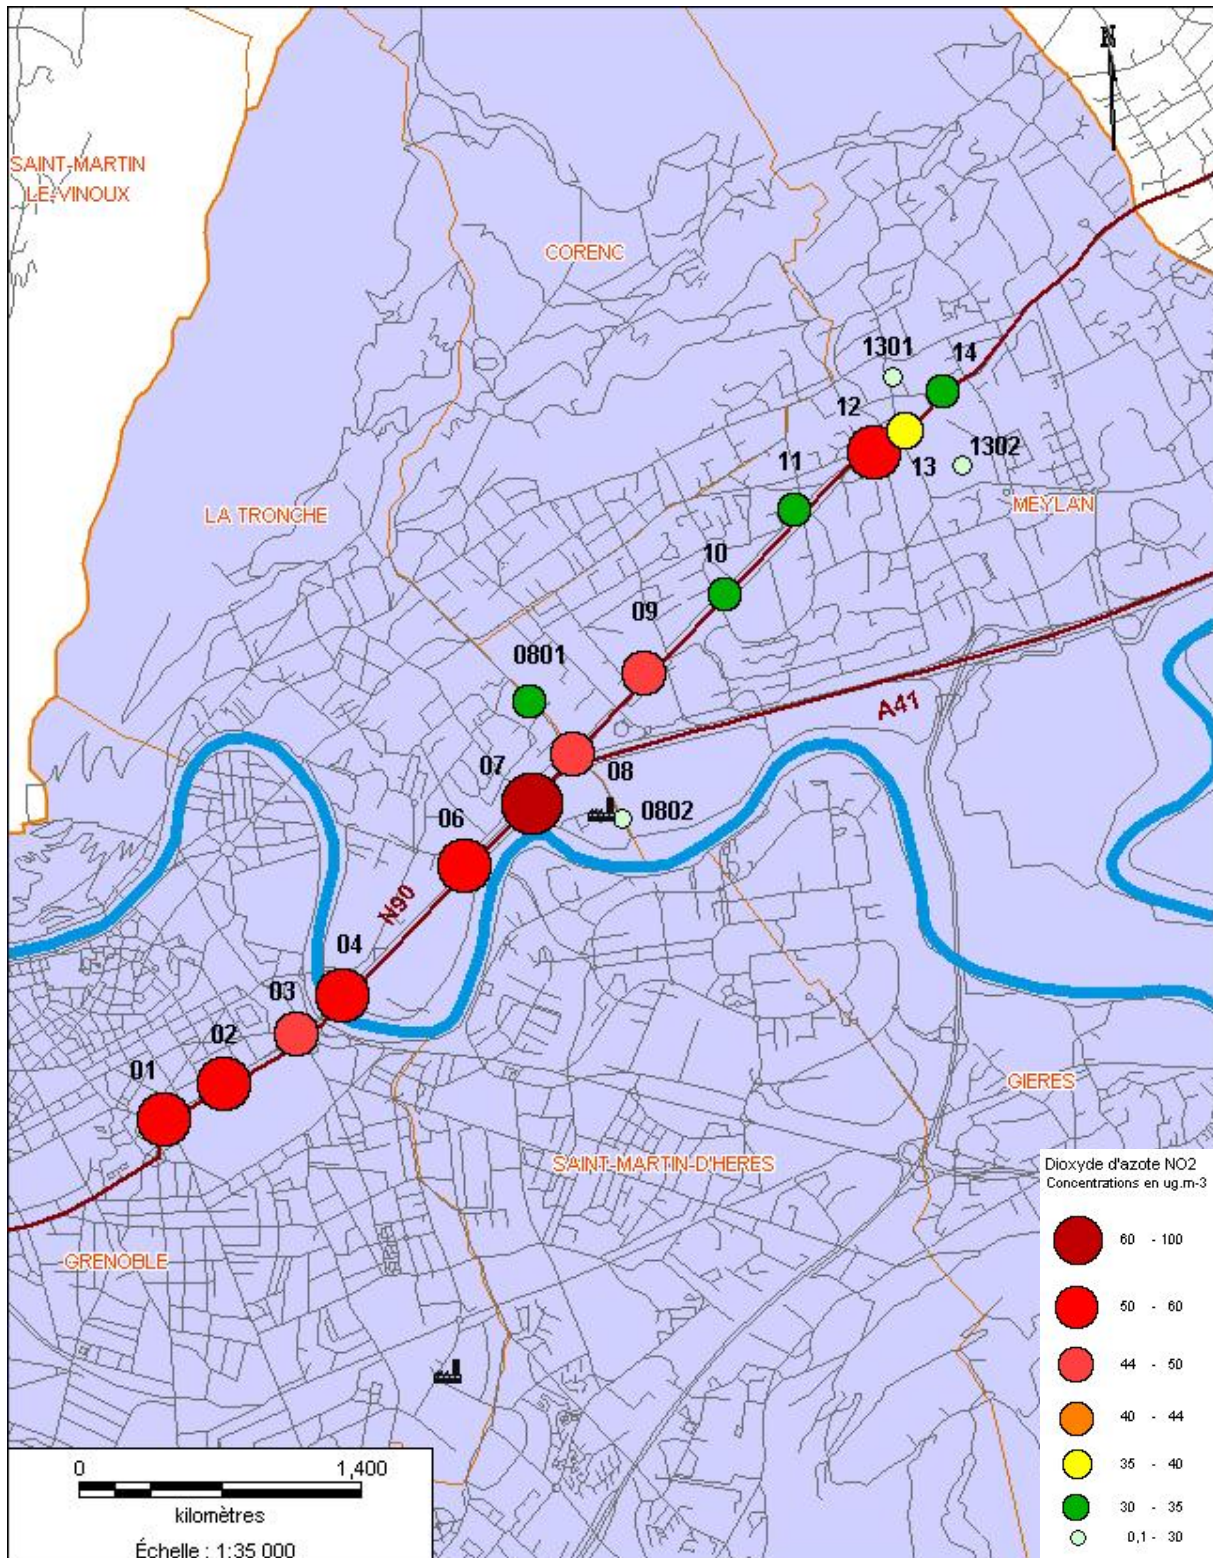 N
SAINT-MARTIN
LE-VINOUX
CORENC
1301
14
12
1302
11
13
MEYLAN
LA TRONCHE
10
09
0801
A41
07
08
0802
06
N90
04
03
02
01
GIERES
SAINT-MARTIN-D'HERES
GRENOBLE
Dioxyde d'azote NO2
Concentrations en ug.m-3
60 - 100
50 - 60
44 - 50
40 - 44
35 - 40
30 - 35
0,1 - 30
0 1,400
kilomètres
Échelle : 1:35 000